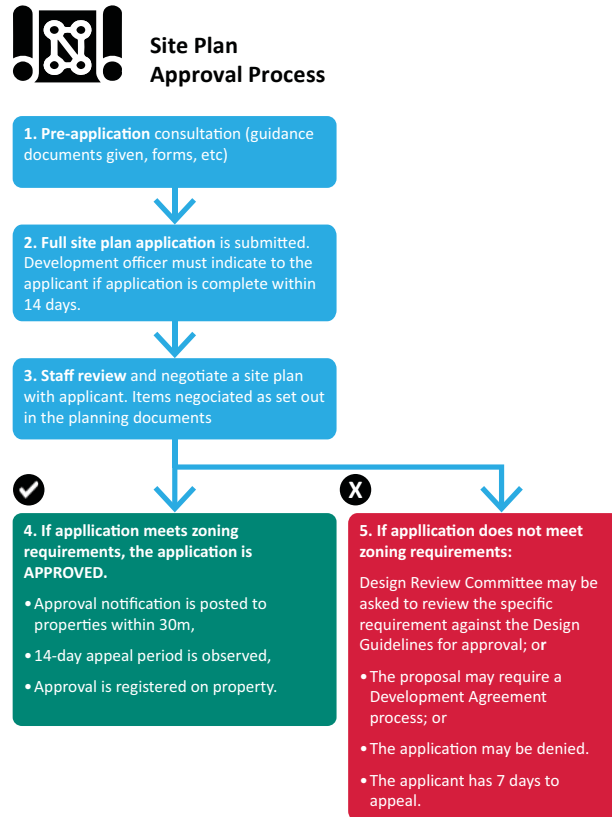 Site Plan
Approval Process
1. Pre-application consultation (guidance
documents given, forms, etc)
2. Full site plan application is submitted.
Development officer must indicate to the
applicant if application is complete within
14 days.
3. Staff review and negotiate a site plan
with applicant. Items negociated as set out
in the planning documents
X
4. If appllication meets zoning
requirements, the application is
APPROVED.
• Approval notification is posted to
properties within 30m,
• 14-day appeal period is observed,
• Approval is registered on property.
5. If appllication does not meet
zoning requirements:
Design Review Committee may be
asked to review the specific
requirement against the Design
Guidelines for approval; or
• The proposal may require a
Development Agreement
process; or
• The application may be denied.
• The applicant has 7 days to
appeal.